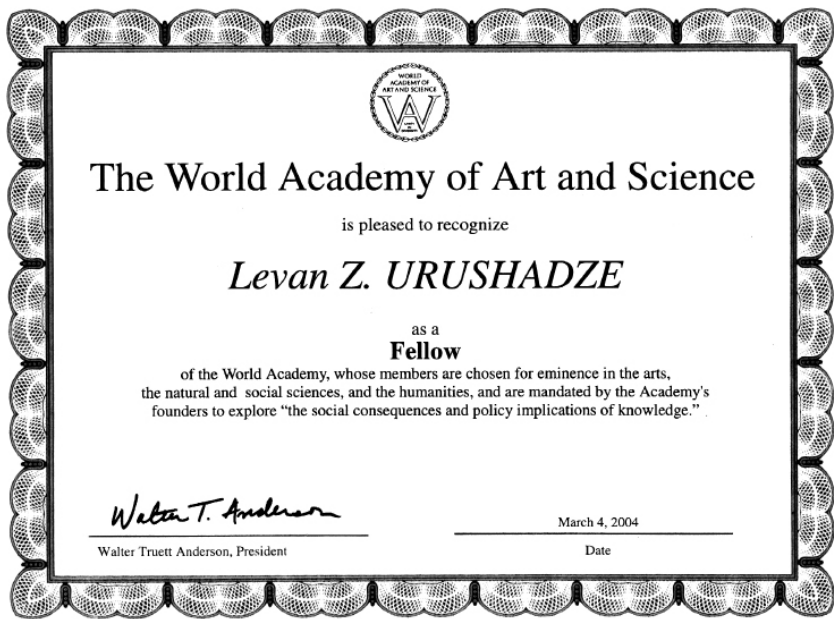 WORLD
ACADEMY OF
ART AND SCIENCE
The World Academy of Art and Science
is pleased to recognize
Levan Z. URUSHADZE
as a
Fellow
of the World Academy, whose members are chosen for eminence in the arts,
the natural and social sciences, and the humanities, and are mandated by the Academy's
founders to explore “the social consequences and policy implications of knowledge.”
Walter T. Anderson
March 4, 2004
Walter Truett Anderson, President
Date